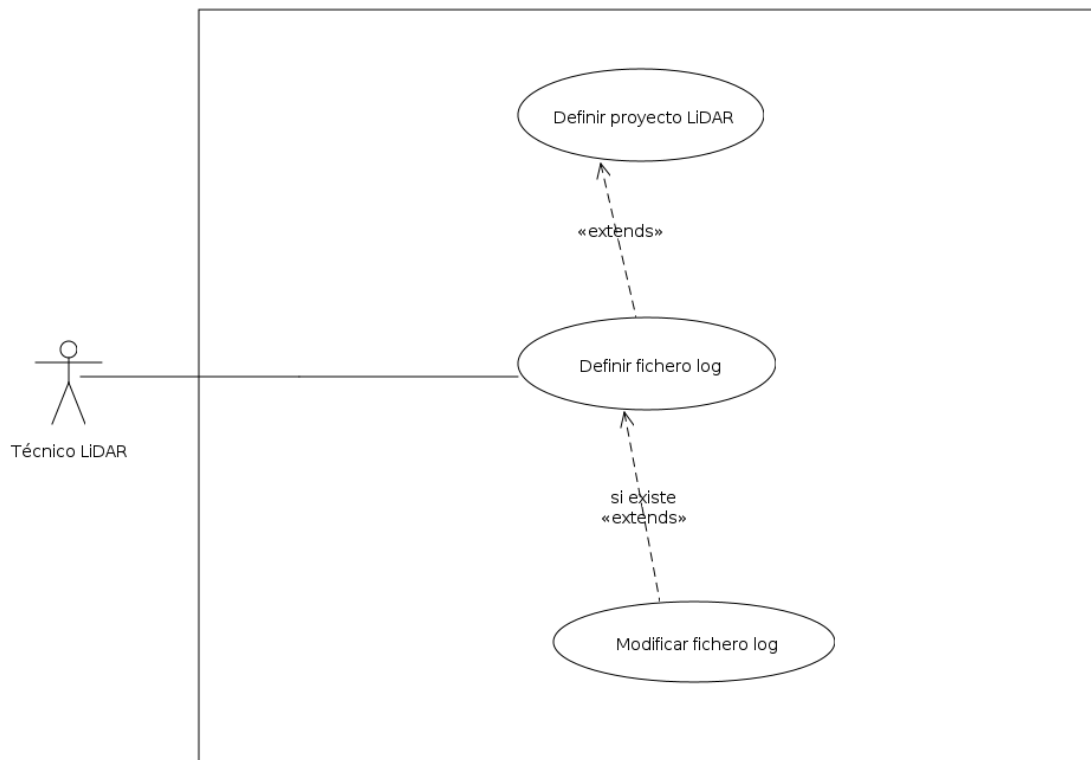 Definir proyecto LiDAR
«extends»
Definir fichero log
Técnico LiDAR
si existe
«extends»
Modificar fichero log